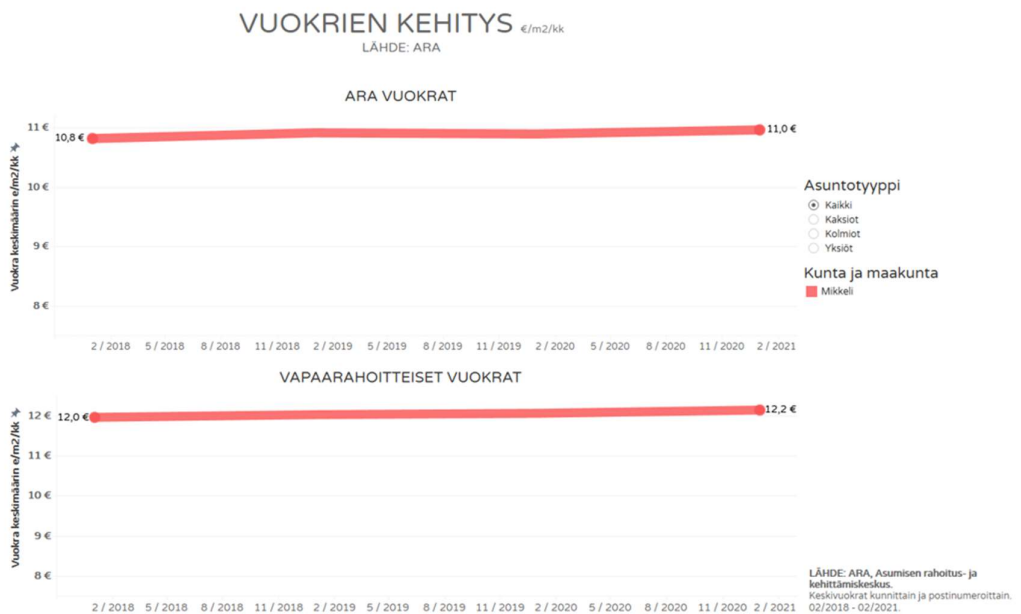 VUOKRIEN KEHITYS €/m2/kk
LÄHDE: ARA
ARA VUOKRAT
Vuokra keskimäärin e/m2/kk
11 €
10 €
9 €
8 €
10,8 €
11,0 €
2 / 2018 5 / 2018 8 / 2018 11 / 2018 2 / 2019 5 / 2019 8 / 2019 11 / 2019 2 / 2020 5 / 2020 8 / 2020 11 / 2020 2 / 2021
Asuntotyyppi
Kaikki
Kaksiot
Kolmiot
Yksiöt
Kunta ja maakunta
Mikkeli
VAPAARAHOITTEISET VUOKRAT
Vuokra keskimäärin e/m2/kk
12 €
11 €
10 €
9 €
8 €
12,0 €
12,2 €
2 / 2018 5 / 2018 8 / 2018 11 / 2018 2 / 2019 5 / 2019 8 / 2019 11 / 2019 2 / 2020 5 / 2020 8 / 2020 11 / 2020 2 / 2021
LÄHDE: ARA, Asumisen rahoitus- ja
kehittämiskeskus.
Keskivuokrat kunnittain ja postinumeroittain.
02/2018 - 02/2021.